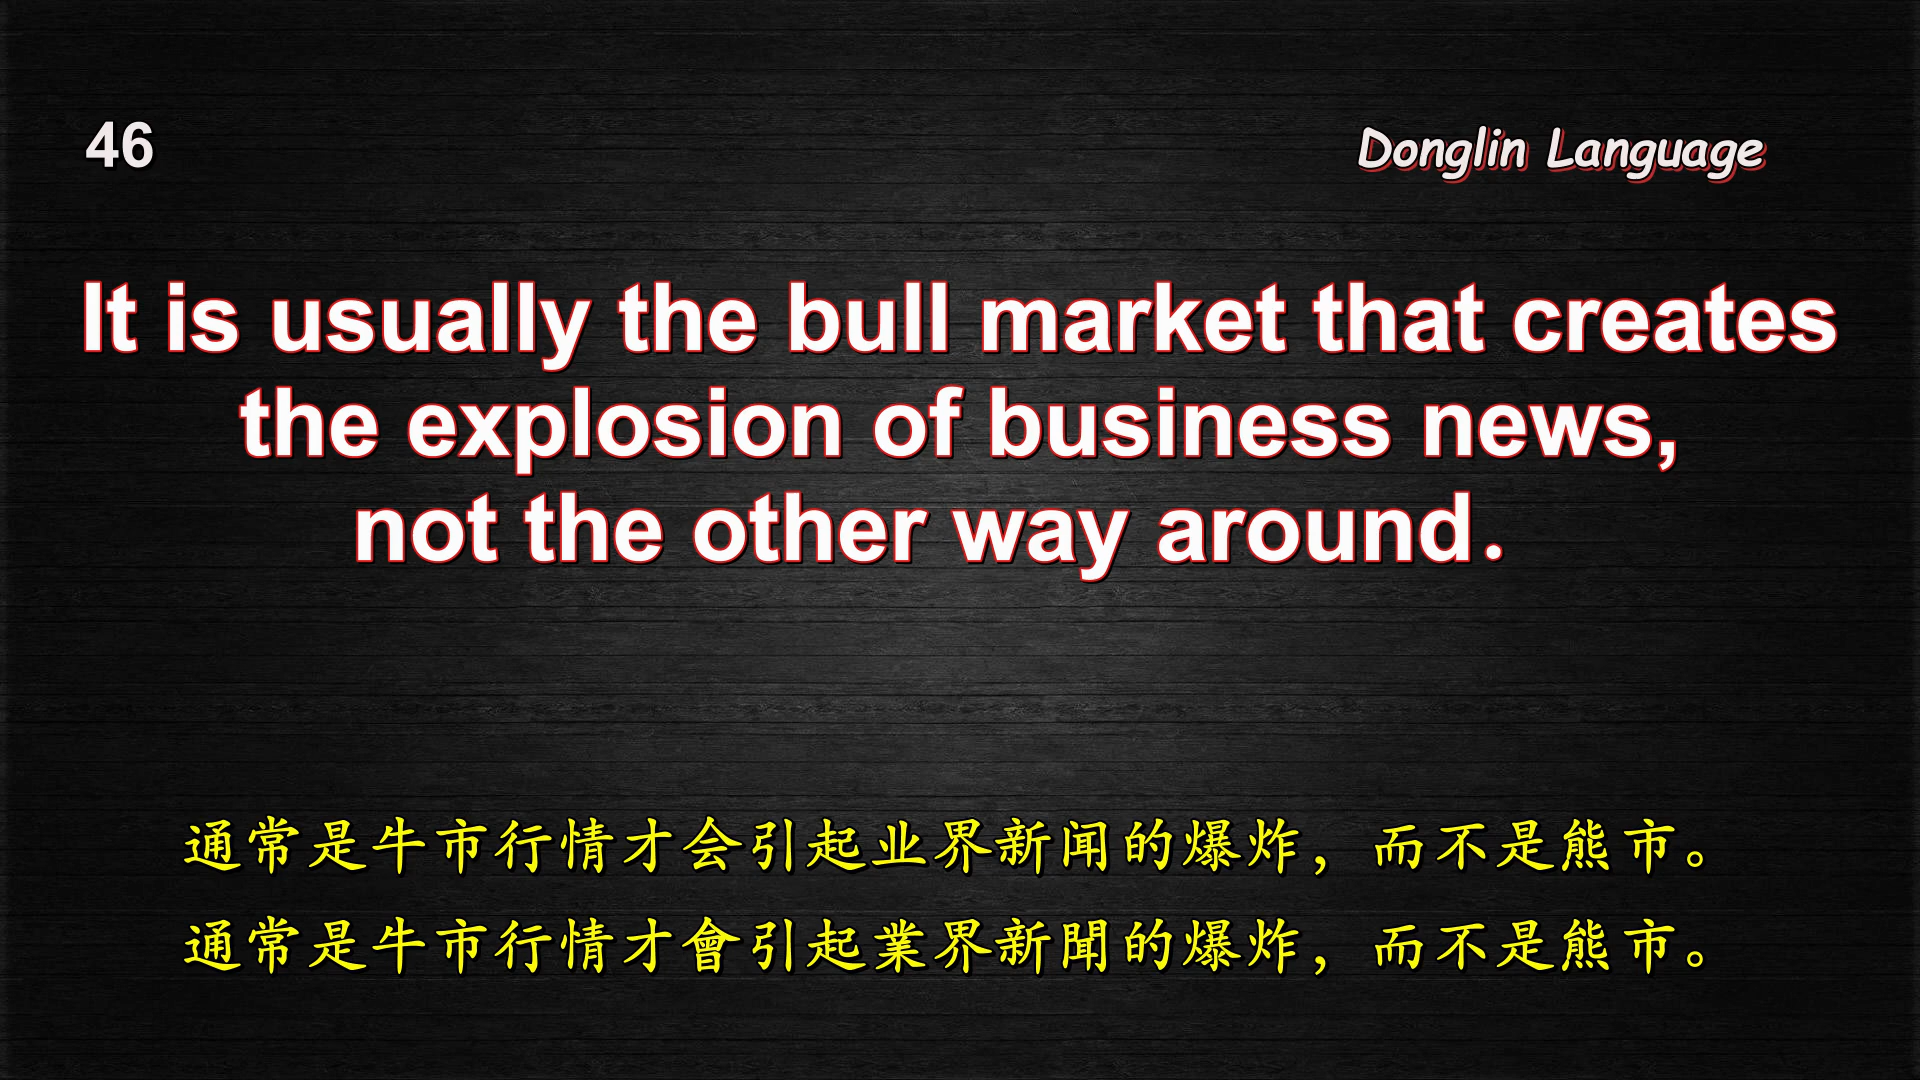 46
Donglin Language
It is usually the bull market that creates
the explosion of business news,
not the other way around.
通常是牛市行情才会引起业界新闻的爆炸，而不是熊市。
通常是牛市行情才會引起業界新聞的爆炸，而不是熊市。